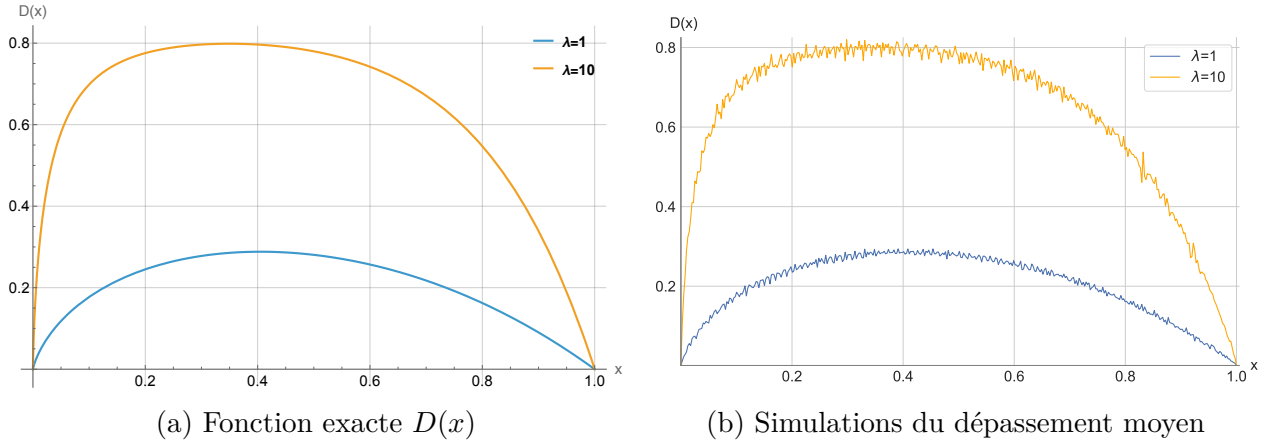 D(x)
0.8
0.6
0.4
0.2
0.2
0.4
0.6
0.8
1.0
x
λ=1
λ=10
(a) Fonction exacte D(x)
D(x)
0.8
0.6
0.4
0.2
0.2
0.4
0.6
0.8
1.0
x
λ=1
λ=10
(b) Simulations du dépassement moyen